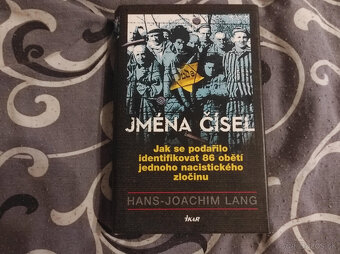 JMÉNA ČÍSEL
Jak se podařilo
identifikovat 86 obětí
jednoho nacistického
zločinu
HANS-JOACHIM LANG
IKAR